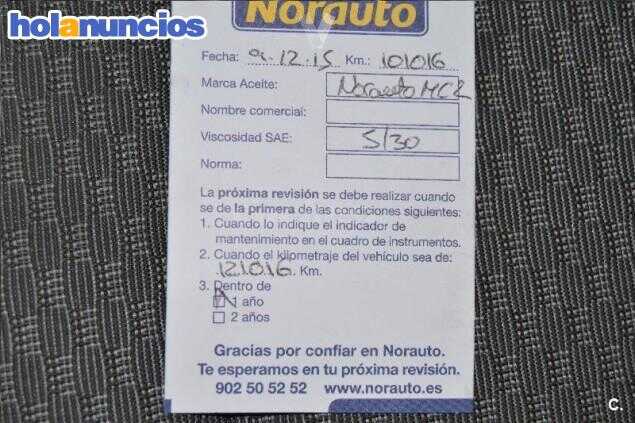 holanuncios
Norauto
Fecha: 9.12.15 Km.: 101016
Marca Aceite: Norauto MC2
Nombre comercial:
Viscosidad SAE: 5/30
Norma:
La próxima revisión se debe realizar cuando
se de la primera de las condiciones siguientes:
1. Cuando lo indique el indicador de
mantenimiento en el cuadro de instrumentos.
2. Cuando el klipmetraje del vehículo sea de:
121016. Km.
3. Dentro de
1 año
2 años
Gracias por confiar en Norauto.
Te esperamos en tu próxima revisión.
902 50 52 52 www.norauto.es
C.